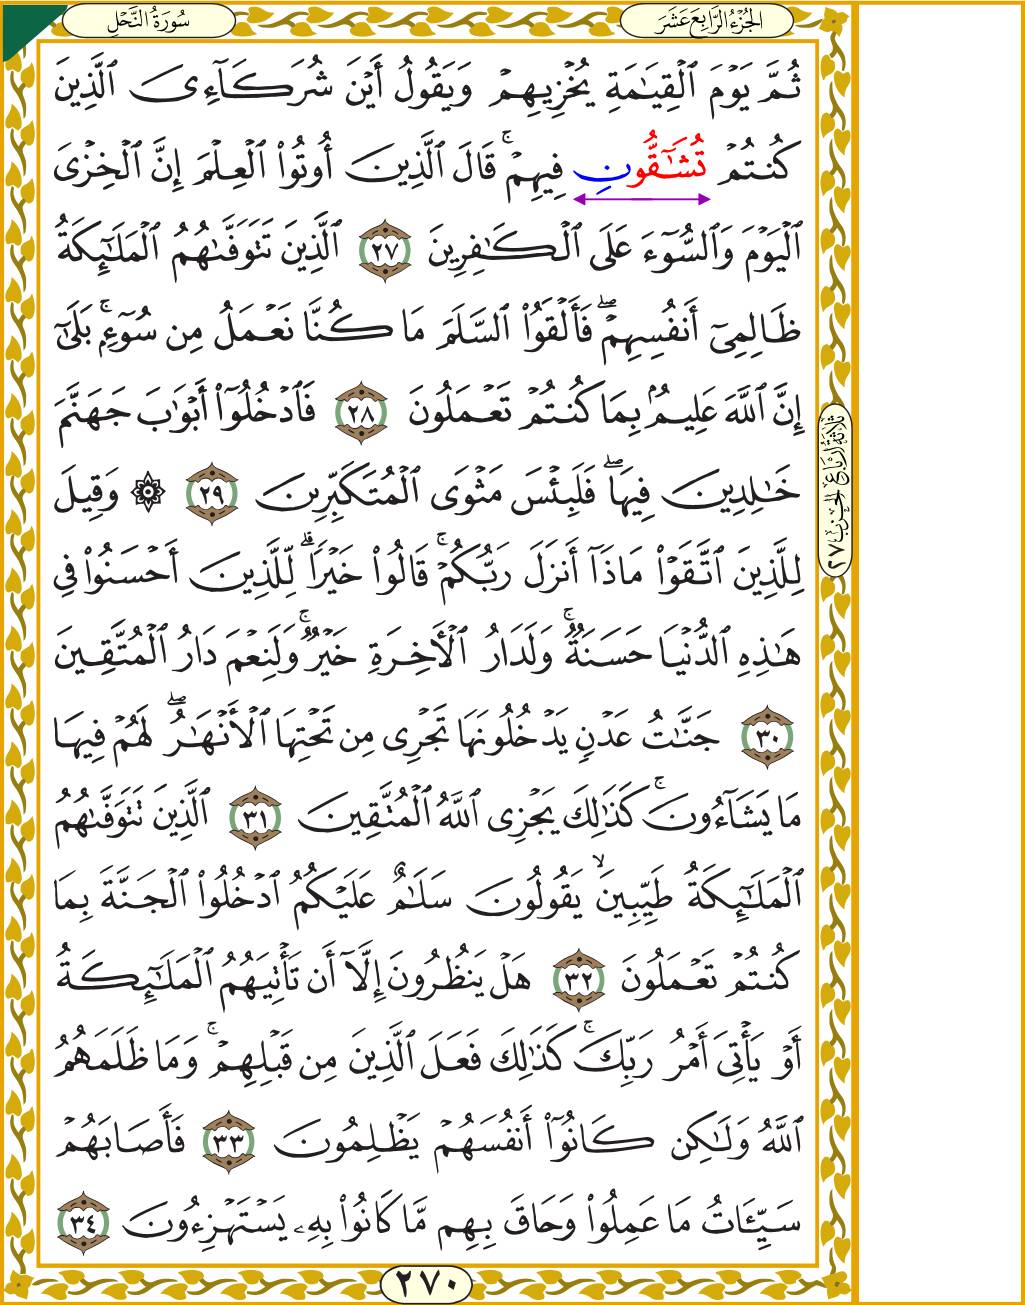 سُورَةُ النَّحْلِ
الجُزْءُ الرَّابِعَ عَشَرَ
ثُمَّ يَوْمَ ٱلْقِيَٰمَةِ يُخْزِيهِمْ وَيَقُولُ أَيْنَ شُرَكَآءِىَ ٱلَّذِينَ
كُنتُمْ تُشَٰٓقُّونِ فِيهِمْ ۚ قَالَ ٱلَّذِينَ أُوتُوا۟ ٱلْعِلْمَ إِنَّ ٱلْخِزْىَ
ٱلْيَوْمَ وَٱلسُّوٓءَ عَلَى ٱلْكَٰفِرِينَ ٢٧ ٱلَّذِينَ تَتَوَفَّىٰهُمُ ٱلْمَلَٰٓئِكَةُ
ظَالِمِىٓ أَنفُسِهِمْ ۖ فَأَلْقَوُا۟ ٱلسَّلَمَ مَا كُنَّا نَعْمَلُ مِن سُوٓءٍۭ ۚ بَلَىٰٓ
إِنَّ ٱللَّهَ عَلِيمٌۢ بِمَا كُنتُمْ تَعْمَلُونَ ٢٨ فَٱدْخُلُوٓا۟ أَبْوَٰبَ جَهَنَّمَ
خَٰلِدِينَ فِيهَا ۖ فَلَبِئْسَ مَثْوَى ٱلْمُتَكَبِّرِينَ ٢٩ ۞ وَقِيلَ
لِلَّذِينَ ٱتَّقَوْا۟ مَاذَآ أَنزَلَ رَبُّكُمْ ۚ قَالُوا۟ خَيْرًا ۗ لِّلَّذِينَ أَحْسَنُوا۟ فِى
هَٰذِهِ ٱلدُّنْيَا حَسَنَةٌ ۚ وَلَدَارُ ٱلْأَخِرَةِ خَيْرٌ ۚ وَلَنِعْمَ دَارُ ٱلْمُتَّقِينَ
٣٠ جَنَّٰتُ عَدْنٍ يَدْخُلُونَهَا تَجْرِى مِن تَحْتِهَا ٱلْأَنْهَٰرُ ۖ لَهُمْ فِيهَا
مَا يَشَآءُونَ ۚ كَذَٰلِكَ يَجْزِى ٱللَّهُ ٱلْمُتَّقِينَ ٣١ ٱلَّذِينَ تَتَوَفَّىٰهُمُ
ٱلْمَلَٰٓئِكَةُ طَيِّبِينَ ۙ يَقُولُونَ سَلَٰمٌ عَلَيْكُمُ ٱدْخُلُوا۟ ٱلْجَنَّةَ بِمَا
كُنتُمْ تَعْمَلُونَ ٣٢ هَلْ يَنظُرُونَ إِلَّآ أَن تَأْتِيَهُمُ ٱلْمَلَٰٓئِكَةُ
أَوْ يَأْتِىَ أَمْرُ رَبِّكَ ۚ كَذَٰلِكَ فَعَلَ ٱلَّذِينَ مِن قَبْلِهِمْ ۚ وَمَا ظَلَمَهُمُ
ٱللَّهُ وَلَٰكِن كَانُوٓا۟ أَنفُسَهُمْ يَظْلِمُونَ ٣٣ فَأَصَابَهُمْ
سَيِّـَٔاتُ مَا عَمِلُوا۟ وَحَاقَ بِهِم مَّا كَانُوا۟ بِهِۦ يَسْتَهْزِءُونَ ٣٤
ثَلَاثَةُ أَرْبَاعِ الحِزْبِ ٢٧
٢٧٠